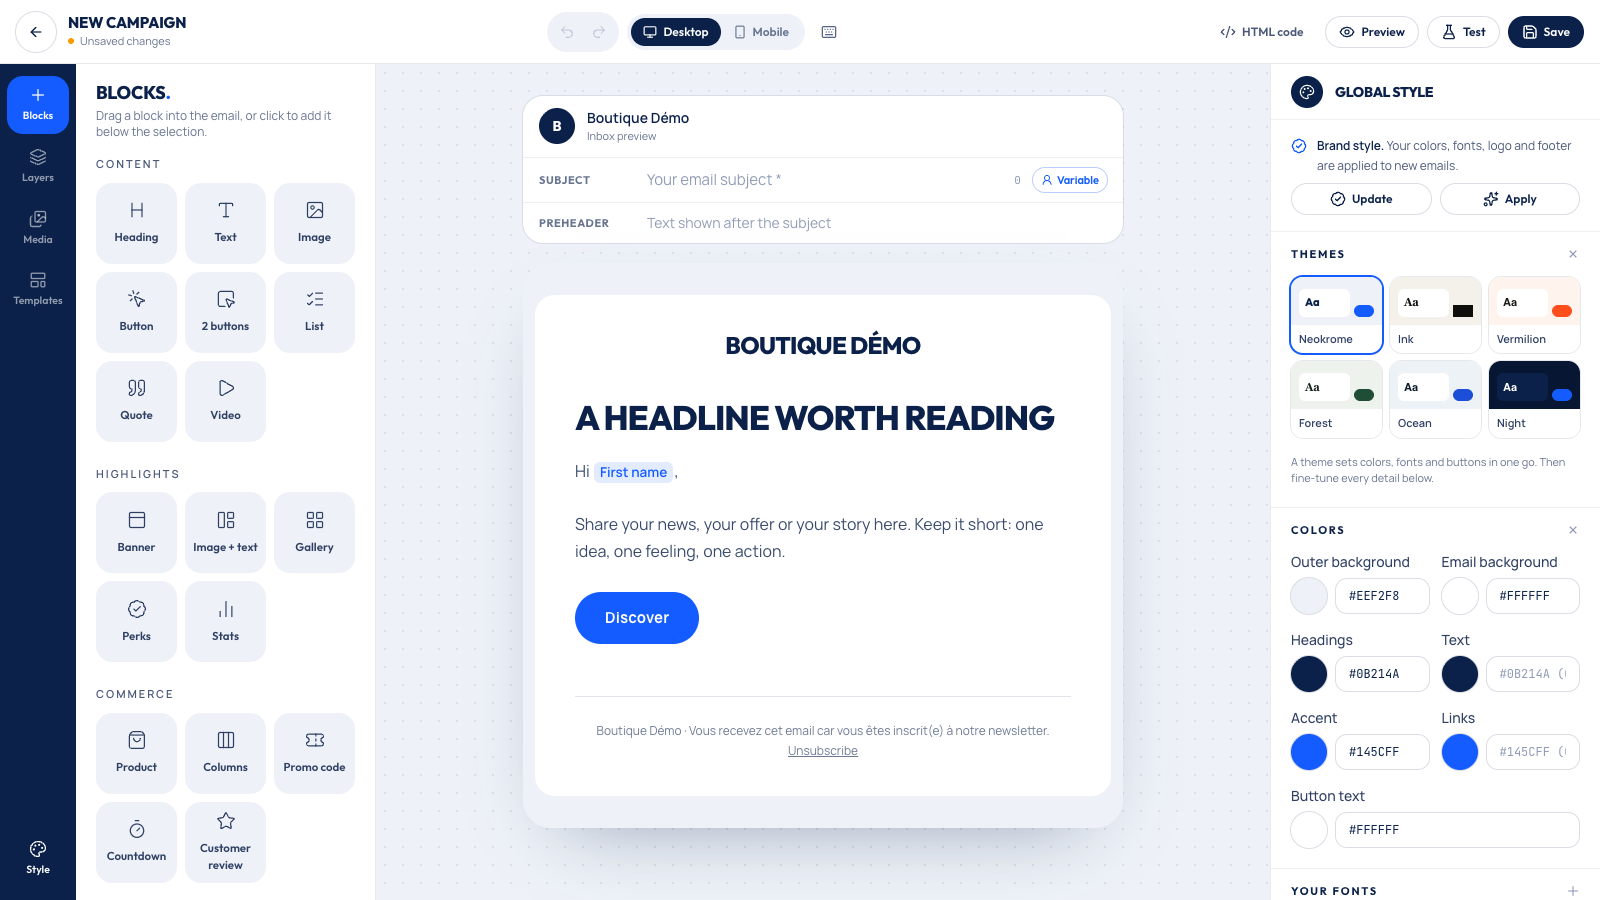 NEW CAMPAIGN
Unsaved changes
Desktop
Mobile
HTML code
Preview
Test
Save
Blocks
Layers
Media
Templates
Style
BLOCKS.
Drag a block into the email, or click to add it
below the selection.
CONTENT
Heading
Text
Image
Button
2 buttons
List
Quote
Video
HIGHLIGHTS
Banner
Image + text
Gallery
Perks
Stats
COMMERCE
Product
Columns
Promo code
Countdown
Customer
review
B
Boutique Démo
Inbox preview
SUBJECT
Your email subject *
0
Variable
PREHEADER
Text shown after the subject
BOUTIQUE DÉMO
A HEADLINE WORTH READING
Hi First name ,
Share your news, your offer or your story here. Keep it short: one
idea, one feeling, one action.
Discover
Boutique Démo · Vous recevez cet email car vous êtes inscrit(e) à notre newsletter.
Unsubscribe
GLOBAL STYLE
Brand style. Your colors, fonts, logo and footer
are applied to new emails.
Update
Apply
THEMES
Aa
Neokrome
Aa
Ink
Aa
Vermilion
Aa
Forest
Aa
Ocean
Aa
Night
A theme sets colors, fonts and buttons in one go. Then
fine-tune every detail below.
COLORS
Outer background
#EEF2F8
Email background
#FFFFFF
Headings
#0B214A
Text
#0B214A (
Accent
#145CFF
Links
#145CFF (
Button text
#FFFFFF
YOUR FONTS